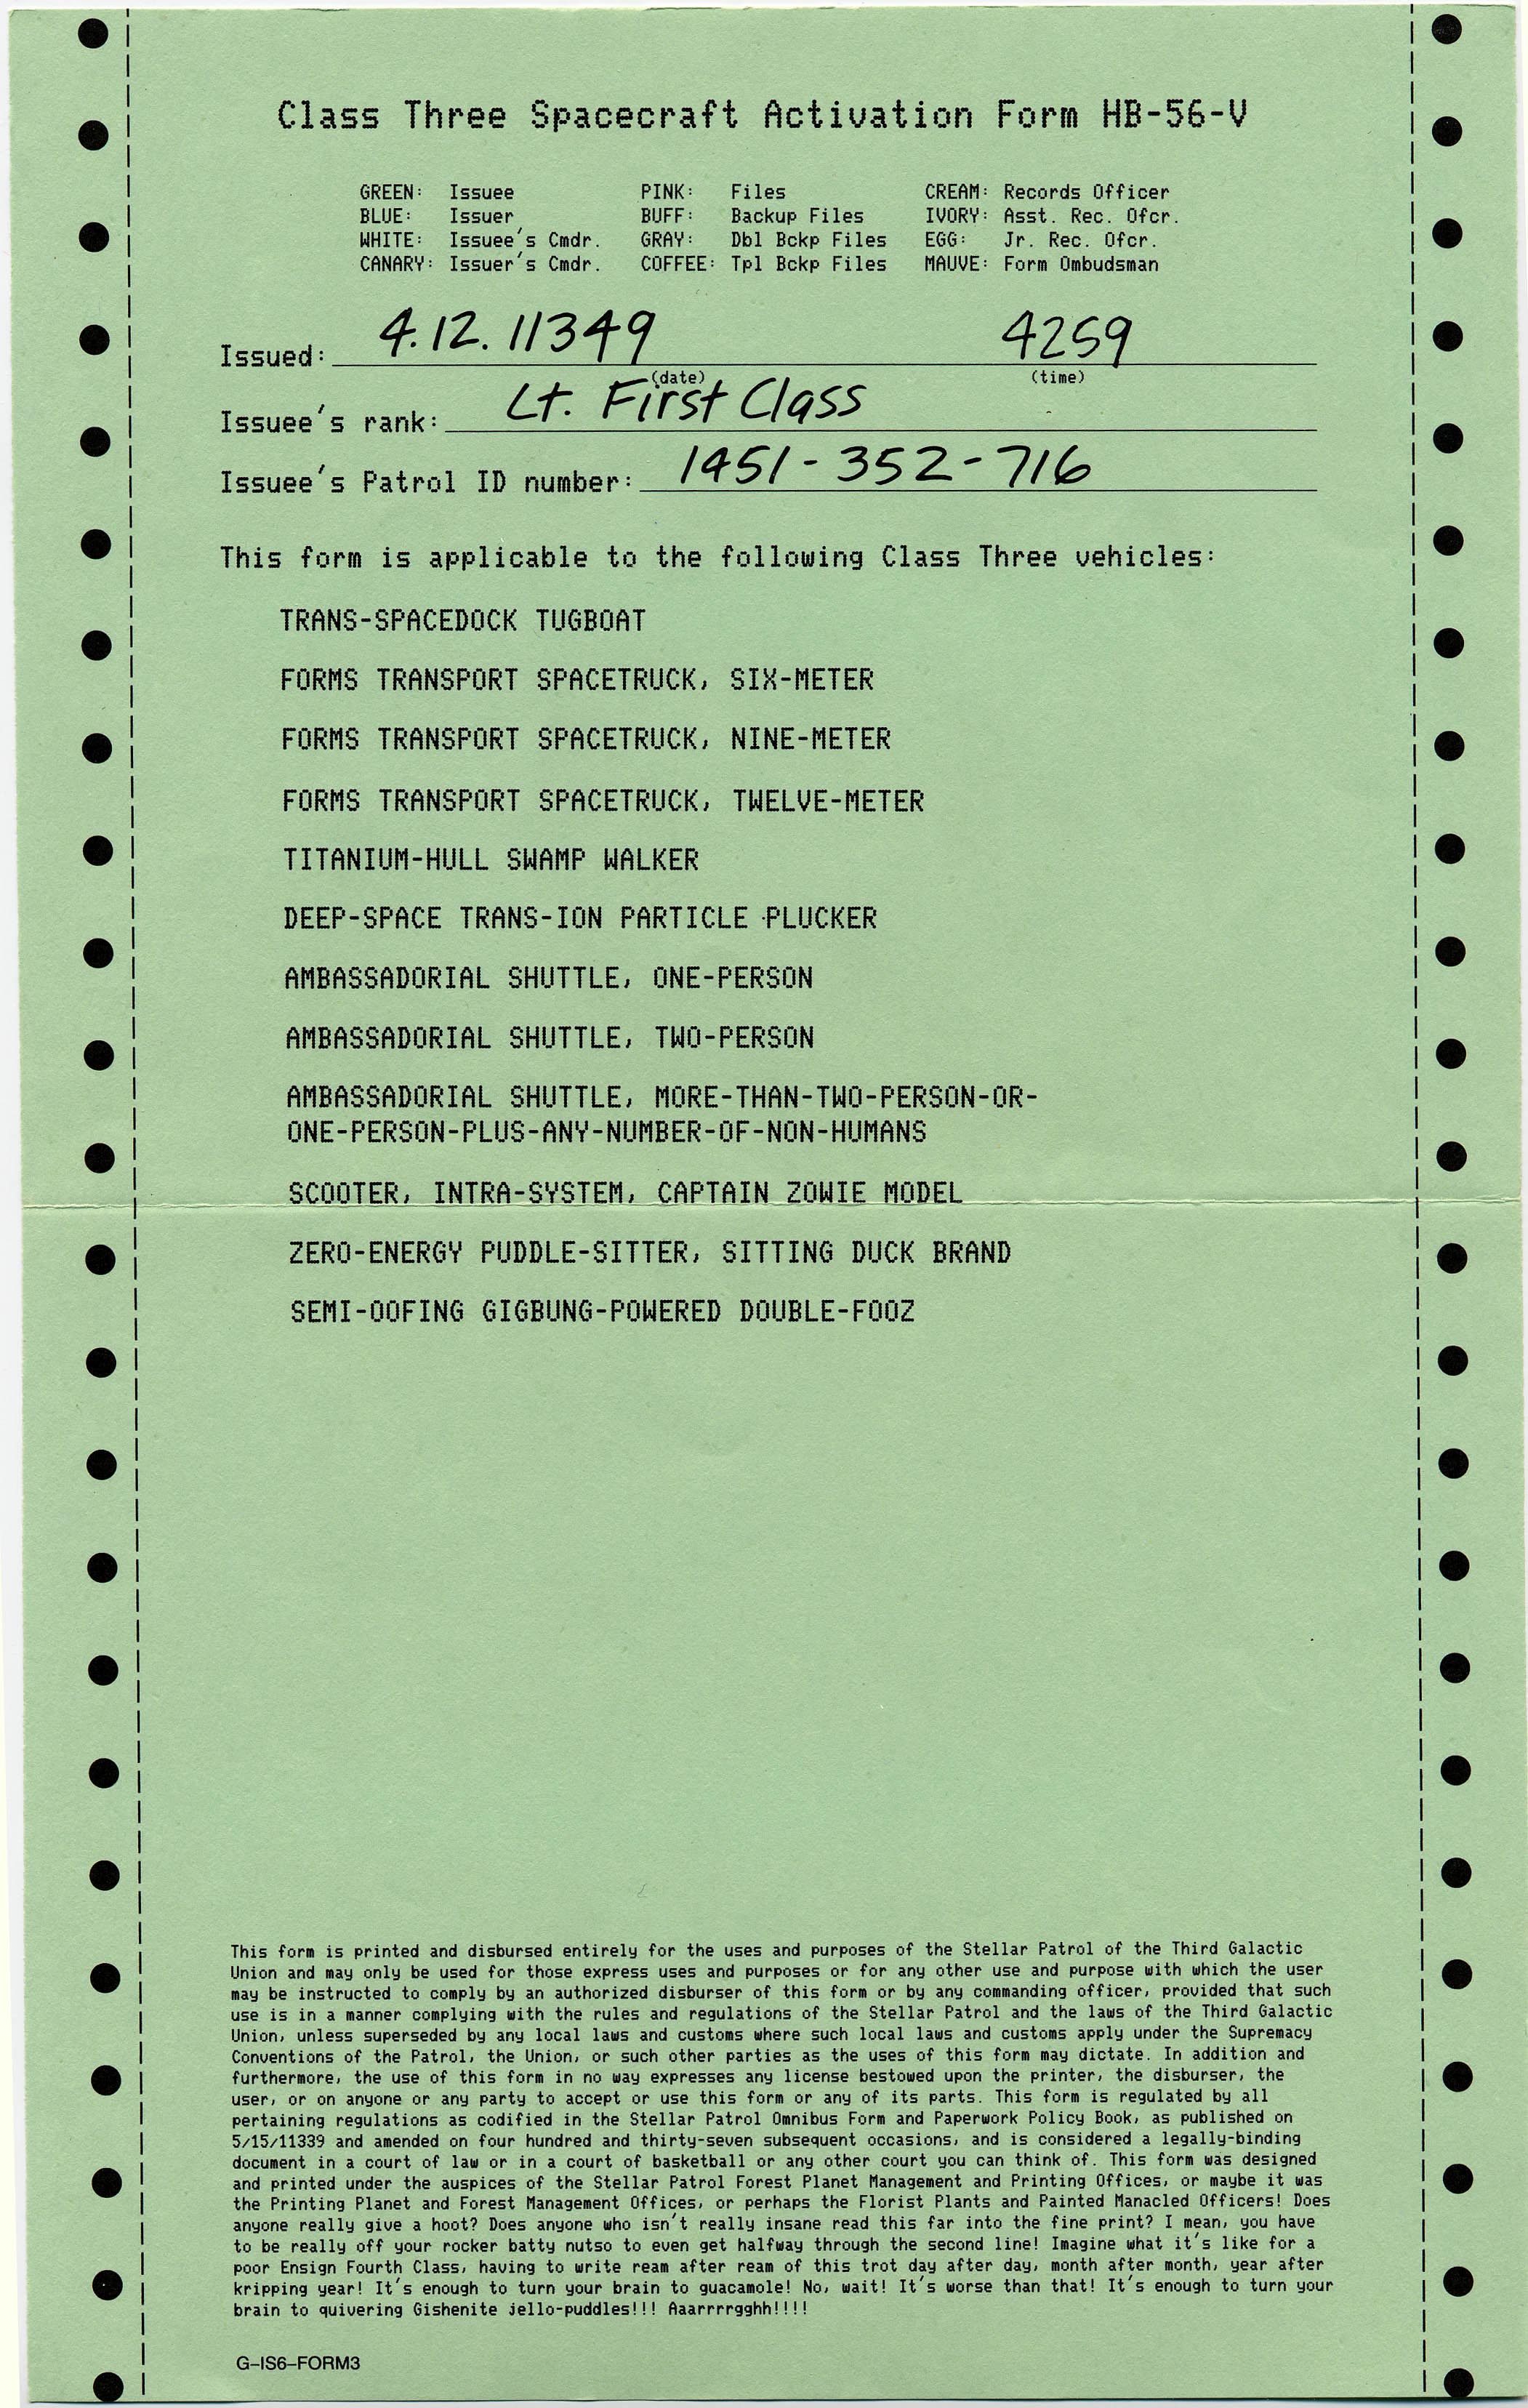 Class Three Spacecraft Activation Form HB-56-V
GREEN: Issuee PINK: Files CREAM: Records Officer
BLUE: Issuer BUFF: Backup Files IVORY: Asst. Rec. Ofcr.
WHITE: Issuee's Cmdr. GRAY: Dbl Bckp Files EGG: Jr. Rec. Ofcr.
CANARY: Issuer's Cmdr. COFFEE: Tpl Bckp Files MAUVE: Form Ombudsman
Issued: 4.12.11349 4259
(date) (time)
Issuee's rank: Lt. First Class
Issuee's Patrol ID number: 1451-352-716
This form is applicable to the following Class Three vehicles:
TRANS-SPACEDOCK TUGBOAT
FORMS TRANSPORT SPACETRUCK, SIX-METER
FORMS TRANSPORT SPACETRUCK, NINE-METER
FORMS TRANSPORT SPACETRUCK, TWELVE-METER
TITANIUM-HULL SWAMP WALKER
DEEP-SPACE TRANS-ION PARTICLE PLUCKER
AMBASSADORIAL SHUTTLE, ONE-PERSON
AMBASSADORIAL SHUTTLE, TWO-PERSON
AMBASSADORIAL SHUTTLE, MORE-THAN-TWO-PERSON-OR-
ONE-PERSON-PLUS-ANY-NUMBER-OF-NON-HUMANS
SCOOTER, INTRA-SYSTEM, CAPTAIN ZOWIE MODEL
ZERO-ENERGY PUDDLE-SITTER, SITTING DUCK BRAND
SEMI-OOFING GIGBUNG-POWERED DOUBLE-FOOZ
This form is printed and disbursed entirely for the uses and purposes of the Stellar Patrol of the Third Galactic
Union and may only be used for those express uses and purposes or for any other use and purpose with which the user
may be instructed to comply by an authorized disburser of this form or by any commanding officer, provided that such
use is in a manner complying with the rules and regulations of the Stellar Patrol and the laws of the Third Galactic
Union, unless superseded by any local laws and customs where such local laws and customs apply under the Supremacy
Conventions of the Patrol, the Union, or such other parties as the uses of this form may dictate. In addition and
furthermore, the use of this form in no way expresses any license bestowed upon the printer, the disburser, the
user, or on anyone or any party to accept or use this form or any of its parts. This form is regulated by all
pertaining regulations as codified in the Stellar Patrol Omnibus Form and Paperwork Policy Book, as published on
5/15/11339 and amended on four hundred and thirty-seven subsequent occasions, and is considered a legally-binding
document in a court of law or in a court of basketball or any other court you can think of. This form was designed
and printed under the auspices of the Stellar Patrol Forest Planet Management and Printing Offices, or maybe it was
the Printing Planet and Forest Management Offices, or perhaps the Florist Plants and Painted Manacled Officers! Does
anyone really give a hoot? Does anyone who isn't really insane read this far into the fine print? I mean, you have
to be really off your rocker batty nutso to even get halfway through the second line! Imagine what it's like for a
poor Ensign Fourth Class, having to write ream after ream of this trot day after day, month after month, year after
kripping year! It's enough to turn your brain to guacamole! No, wait! It's worse than that! It's enough to turn your
brain to quivering Gishenite jello-puddles!!! Aaarrrrgghh!!!!
G-IS6-FORM3